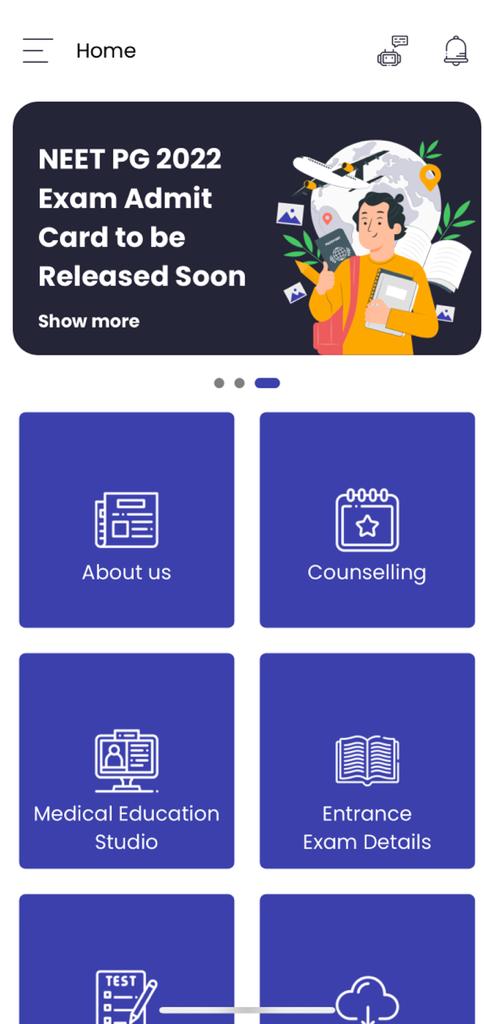 Home
NEET PG 2022
Exam Admit
Card to be
Released Soon
Show more
About us
Counselling
Medical Education
Studio
Entrance
Exam Details
TEST